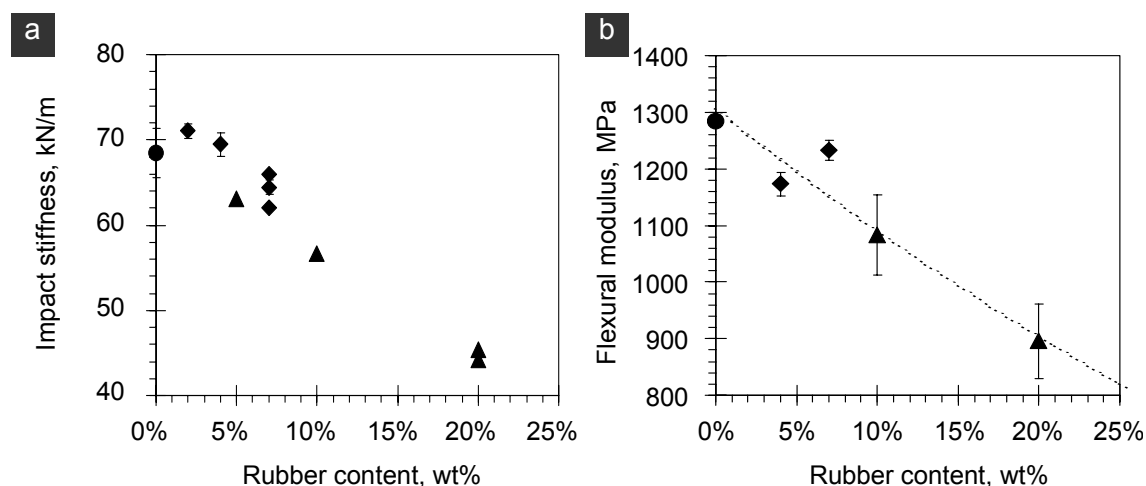 a
Impact stiffness, kN/m
80
70
60
50
40
0% 5% 10% 15% 20% 25%
Rubber content, wt%
b
Flexural modulus, MPa
1400
1300
1200
1100
1000
900
800
0% 5% 10% 15% 20% 25%
Rubber content, wt%